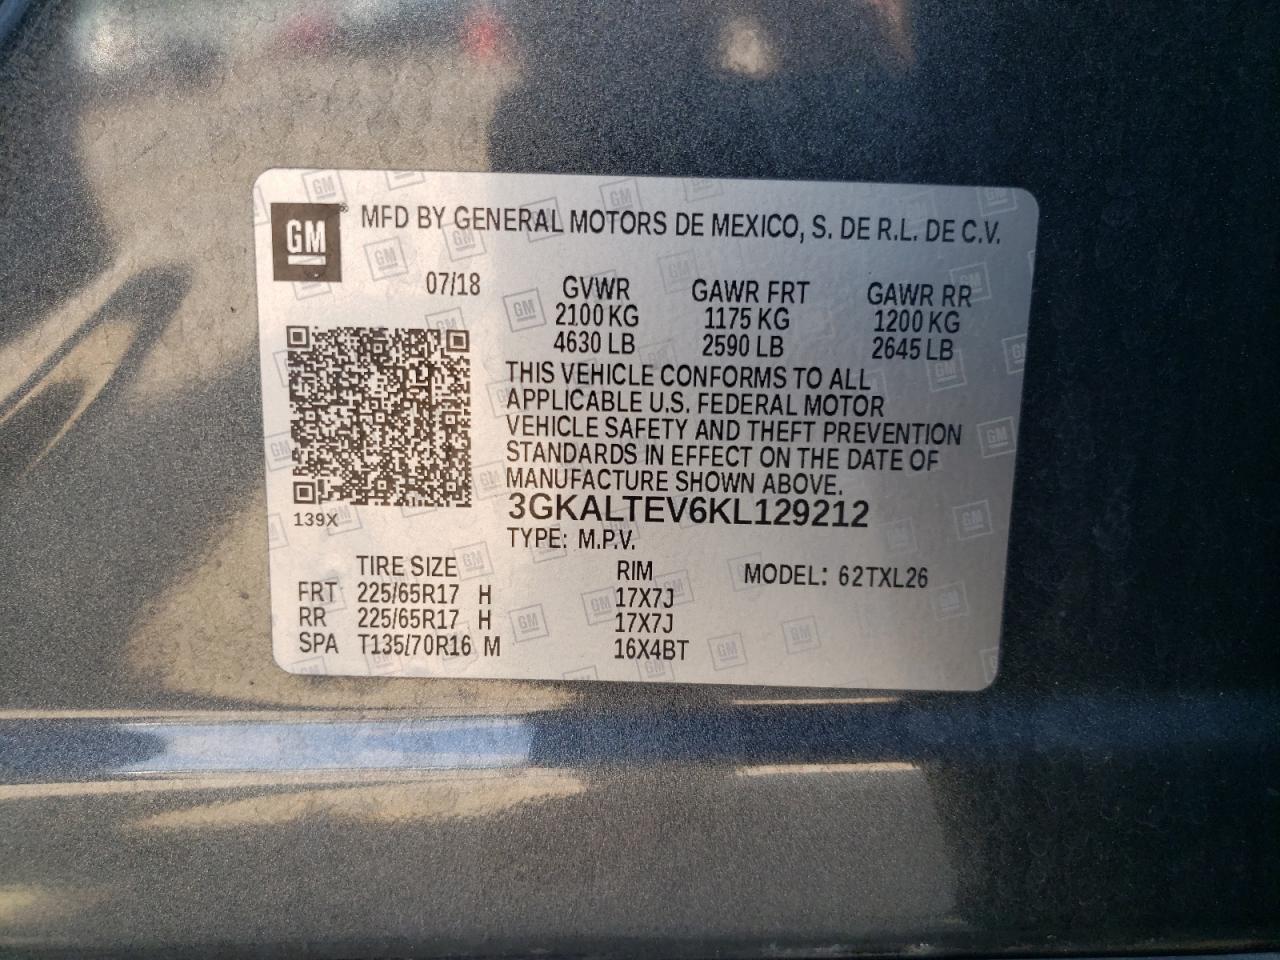 GM ® MFD BY GENERAL MOTORS DE MEXICO, S. DE R.L. DE C.V.
07/18 GVWR GAWR FRT GAWR RR
2100 KG 1175 KG 1200 KG
4630 LB 2590 LB 2645 LB
THIS VEHICLE CONFORMS TO ALL
APPLICABLE U.S. FEDERAL MOTOR
VEHICLE SAFETY AND THEFT PREVENTION
STANDARDS IN EFFECT ON THE DATE OF
MANUFACTURE SHOWN ABOVE.
139X 3GKALTEV6KL129212
TYPE: M.P.V.
TIRE SIZE RIM MODEL: 62TXL26
FRT 225/65R17 H 17X7J
RR 225/65R17 H 17X7J
SPA T135/70R16 M 16X4BT